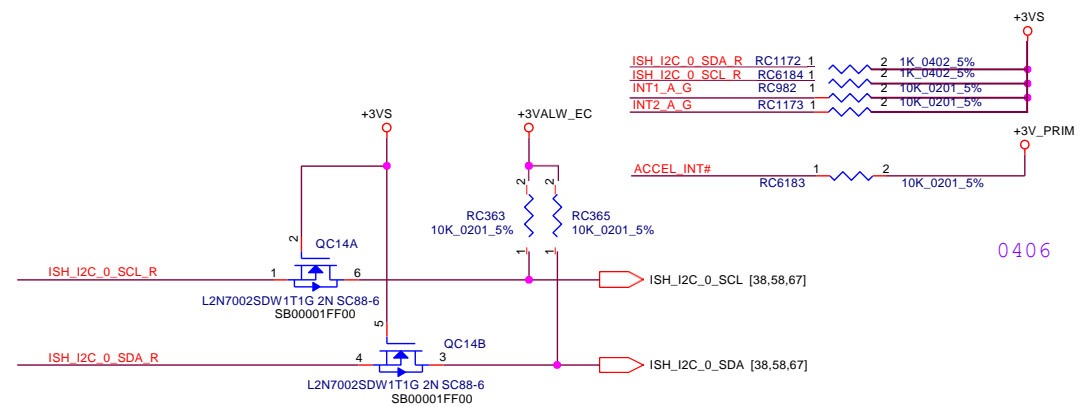 +3VS
ISH_I2C_0_SDA_R RC1172 1 2 1K_0402_5%
ISH_I2C_0_SCL_R RC6184 1 2 1K_0402_5%
INT1_A_G RC982 1 2 10K_0201_5%
INT2_A_G RC1173 1 2 10K_0201_5%
+3VS +3VALW_EC
+3V_PRIM
ACCEL_INT# 1 2
RC6183 10K_0201_5%
2 2
RC363 RC365
10K_0201_5% 10K_0201_5%
1 1
0406
2 QC14A
ISH_I2C_0_SCL_R 1 6 ISH_I2C_0_SCL [38,58,67]
L2N7002SDW1T1G 2N SC88-6
SB00001FF00
5 QC14B
ISH_I2C_0_SDA_R 4 3 ISH_I2C_0_SDA [38,58,67]
L2N7002SDW1T1G 2N SC88-6
SB00001FF00